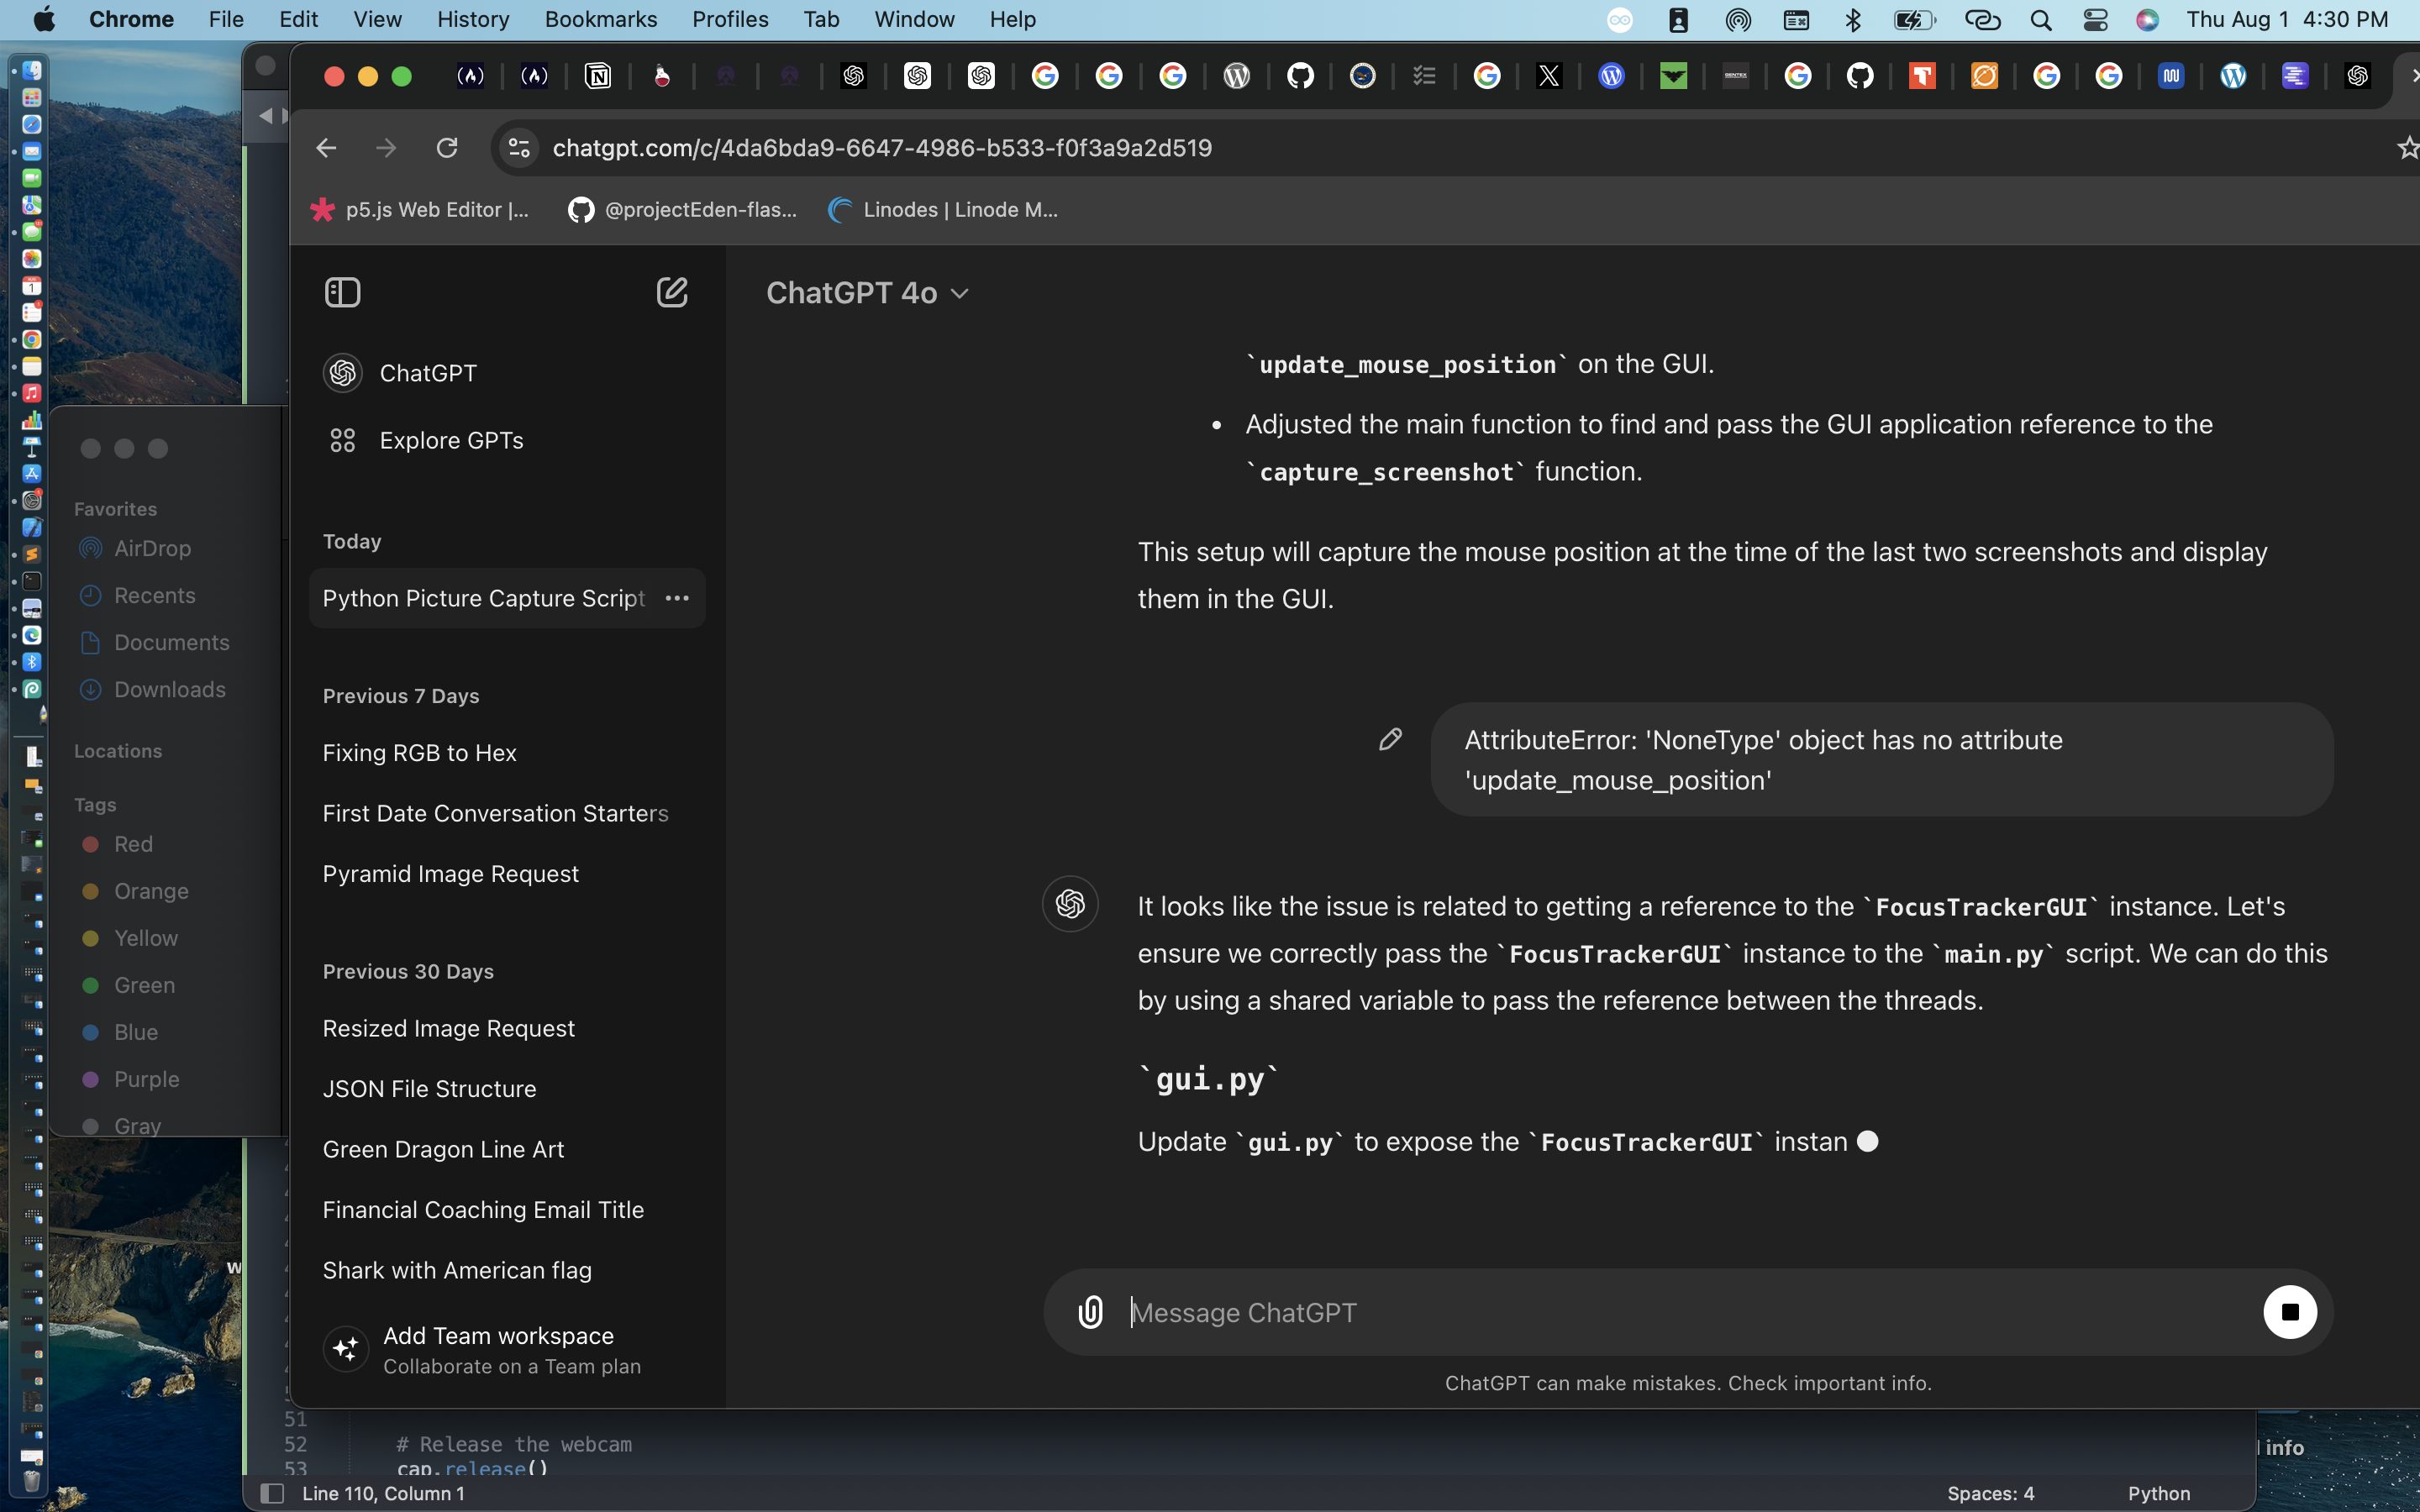 Chrome File Edit View History Bookmarks Profiles Tab Window Help Thu Aug 1 4:30 PM
chatgpt.com/c/4da6bda9-6647-4986-b533-f0f3a9a2d519
p5.js Web Editor |... @projectEden-flas... Linodes | Linode M...
Favorites
AirDrop
Recents
Documents
Downloads
Locations
Tags
Red
Orange
Yellow
Green
Blue
Purple
Gray
ChatGPT
Explore GPTs
Today
Python Picture Capture Script
Previous 7 Days
Fixing RGB to Hex
First Date Conversation Starters
Pyramid Image Request
Previous 30 Days
Resized Image Request
JSON File Structure
Green Dragon Line Art
Financial Coaching Email Title
Shark with American flag
Add Team workspace
Collaborate on a Team plan
ChatGPT 4o
`update_mouse_position` on the GUI.
• Adjusted the main function to find and pass the GUI application reference to the
`capture_screenshot` function.
This setup will capture the mouse position at the time of the last two screenshots and display
them in the GUI.
AttributeError: 'NoneType' object has no attribute
'update_mouse_position'
It looks like the issue is related to getting a reference to the `FocusTrackerGUI` instance. Let's
ensure we correctly pass the `FocusTrackerGUI` instance to the `main.py` script. We can do this
by using a shared variable to pass the reference between the threads.
`gui.py`
Update `gui.py` to expose the `FocusTrackerGUI` instan
Message ChatGPT
ChatGPT can make mistakes. Check important info.
51
52 # Release the webcam
53 cap.release()
info
Line 110, Column 1 Spaces: 4 Python